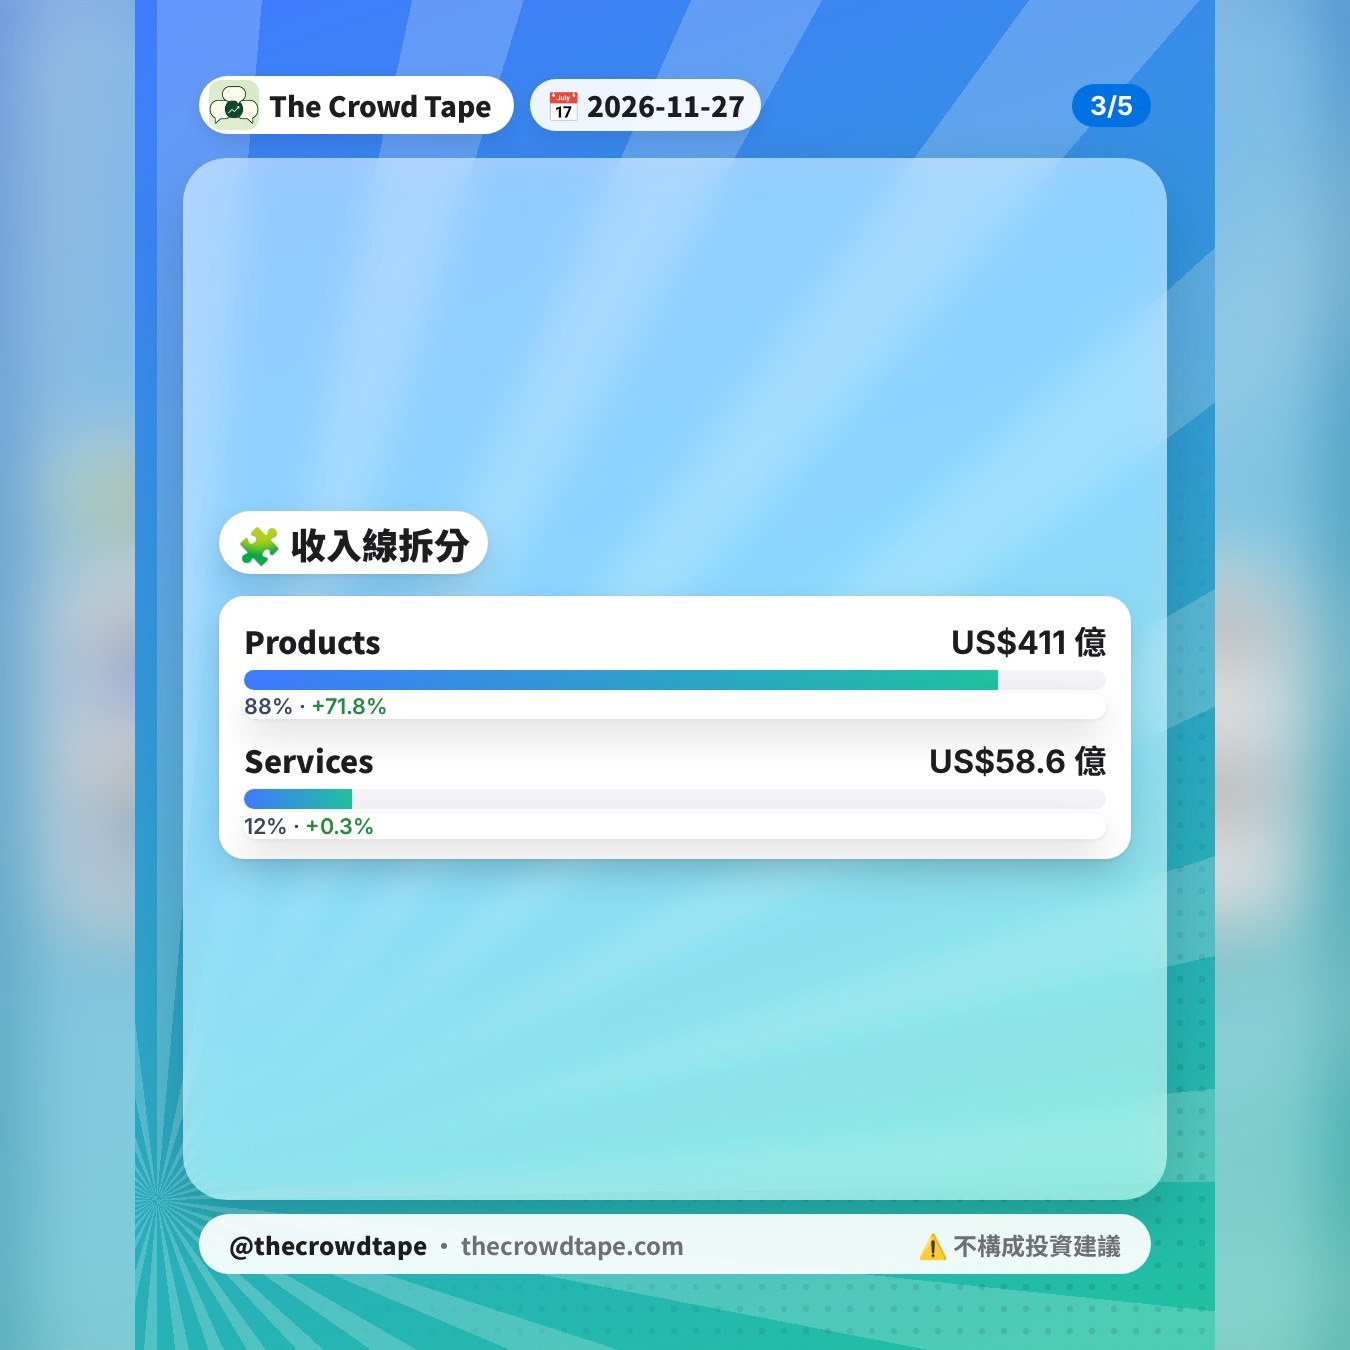 The Crowd Tape
2026-11-27
3/5
收入線拆分
Products US$411 億
88% · +71.8%
Services US$58.6 億
12% · +0.3%
@thecrowdtape • thecrowdtape.com
不構成投資建議